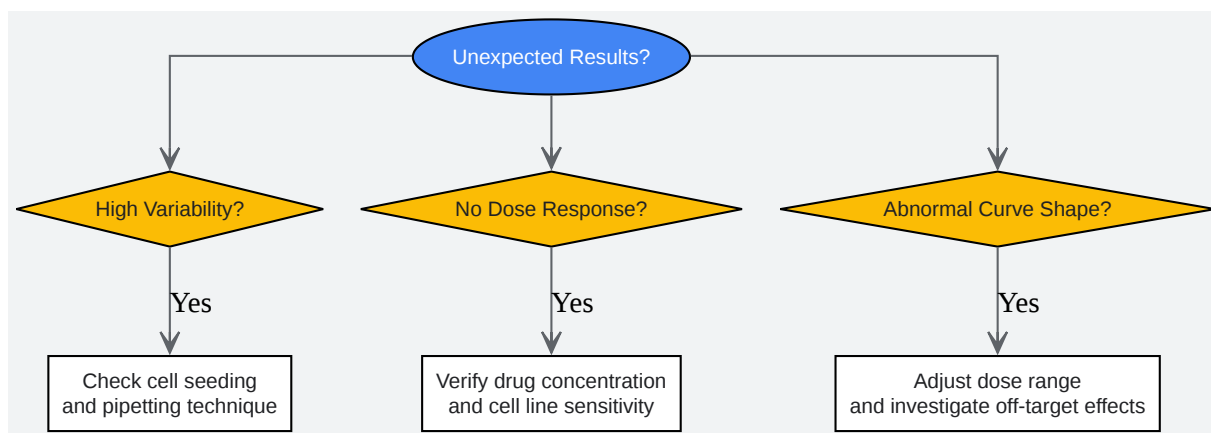 Unexpected Results?
High Variability?
No Dose Response?
Abnormal Curve Shape?
Yes
Yes
Yes
Check cell seeding
and pipetting technique
Verify drug concentration
and cell line sensitivity
Adjust dose range
and investigate off-target effects